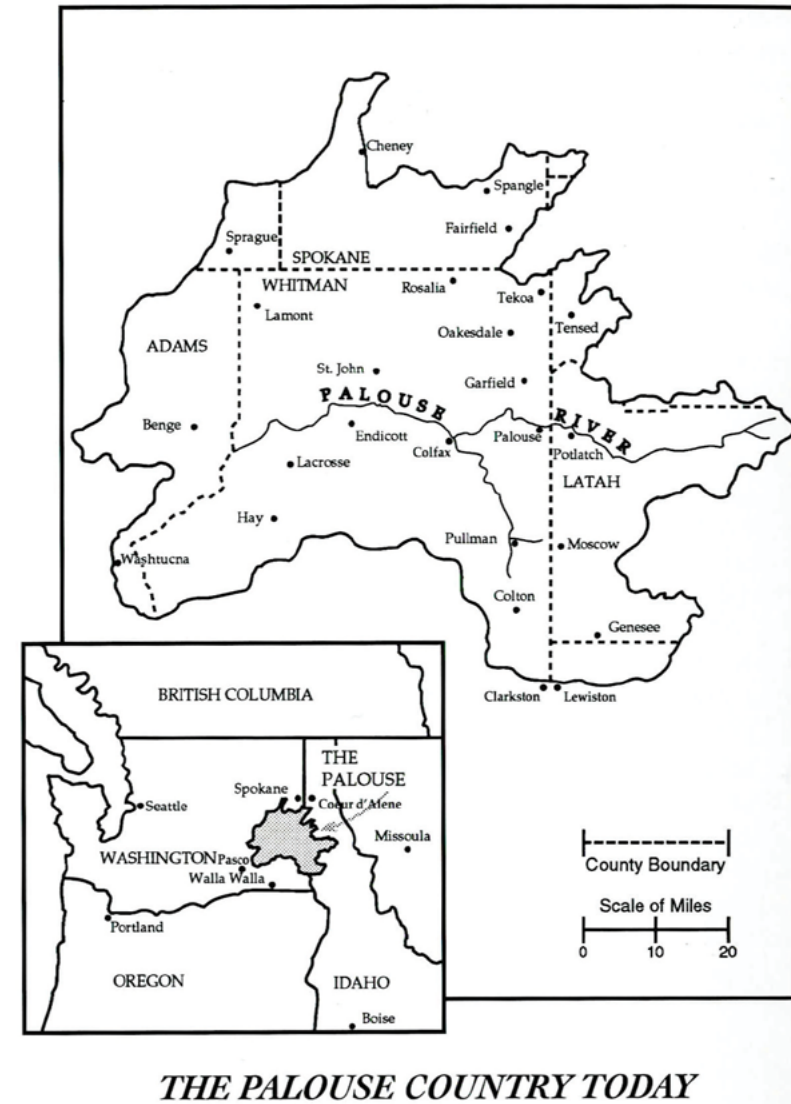 Cheney
Spangle
Fairfield
Sprague
SPOKANE
WHITMAN
Rosalia
Tekoa
Lamont
Tensed
Oakesdale
ADAMS
St. John
Garfield
PALOUSE RIVER
Benge
Endicott
Colfax
Palouse
Potlatch
Lacrosse
LATAH
Hay
Pullman
Moscow
Washtucna
Colton
Genesee
Clarkston
Lewiston
BRITISH COLUMBIA
THE
PALOUSE
Spokane
Coeur d'Alene
Seattle
Missoula
WASHINGTON
Pasco
Walla Walla
Portland
OREGON
IDAHO
Boise
County Boundary
Scale of Miles
0 10 20
THE PALOUSE COUNTRY TODAY